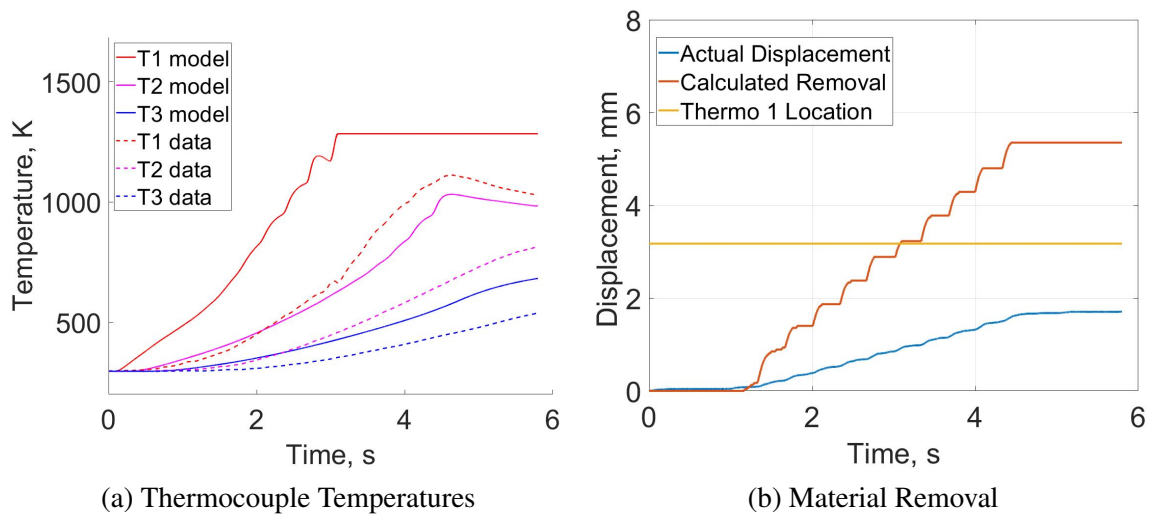 Temperature, K
1500
1000
500
0
2
4
6
Time, s
T1 model
T2 model
T3 model
T1 data
T2 data
T3 data
(a) Thermocouple Temperatures
Displacement, mm
8
6
4
2
0
0
2
4
6
Time, s
Actual Displacement
Calculated Removal
Thermo 1 Location
(b) Material Removal